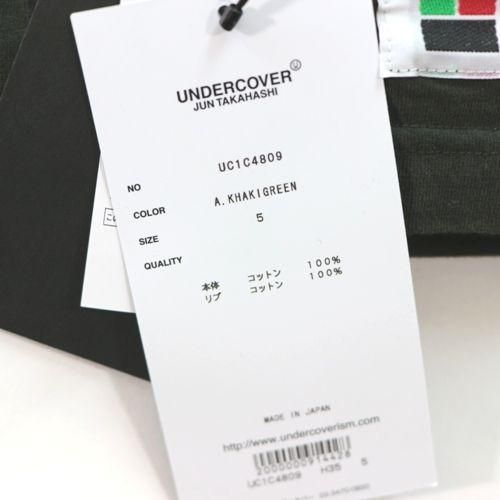 UNDERCOVER
JUN TAKAHASHI
NO UC1C4809
COLOR A.KHAKIGREEN
SIZE 5
QUALITY
本体 コットン 100%
リブ コットン 100%
MADE IN JAPAN
http://www.undercoverism.com
2000000914428
UC1C4809 H35 5